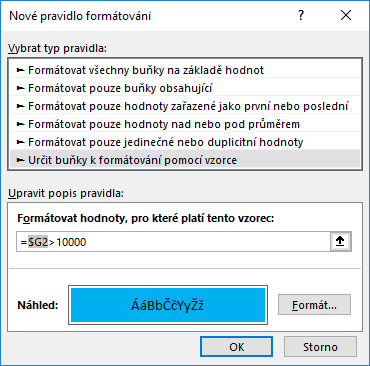 Nové pravidlo formátování ? ×
Vybrat typ pravidla:
► Formátovat všechny buňky na základě hodnot
► Formátovat pouze buňky obsahující
► Formátovat pouze hodnoty zařazené jako první nebo poslední
► Formátovat pouze hodnoty nad nebo pod průměrem
► Formátovat pouze jedinečné nebo duplicitní hodnoty
► Určit buňky k formátování pomocí vzorce
Upravit popis pravidla:
Formátovat hodnoty, pro které platí tento vzorec:
=$G2>10000
Náhled: ÁáBbČčYyŽž Formát...
OK Storno